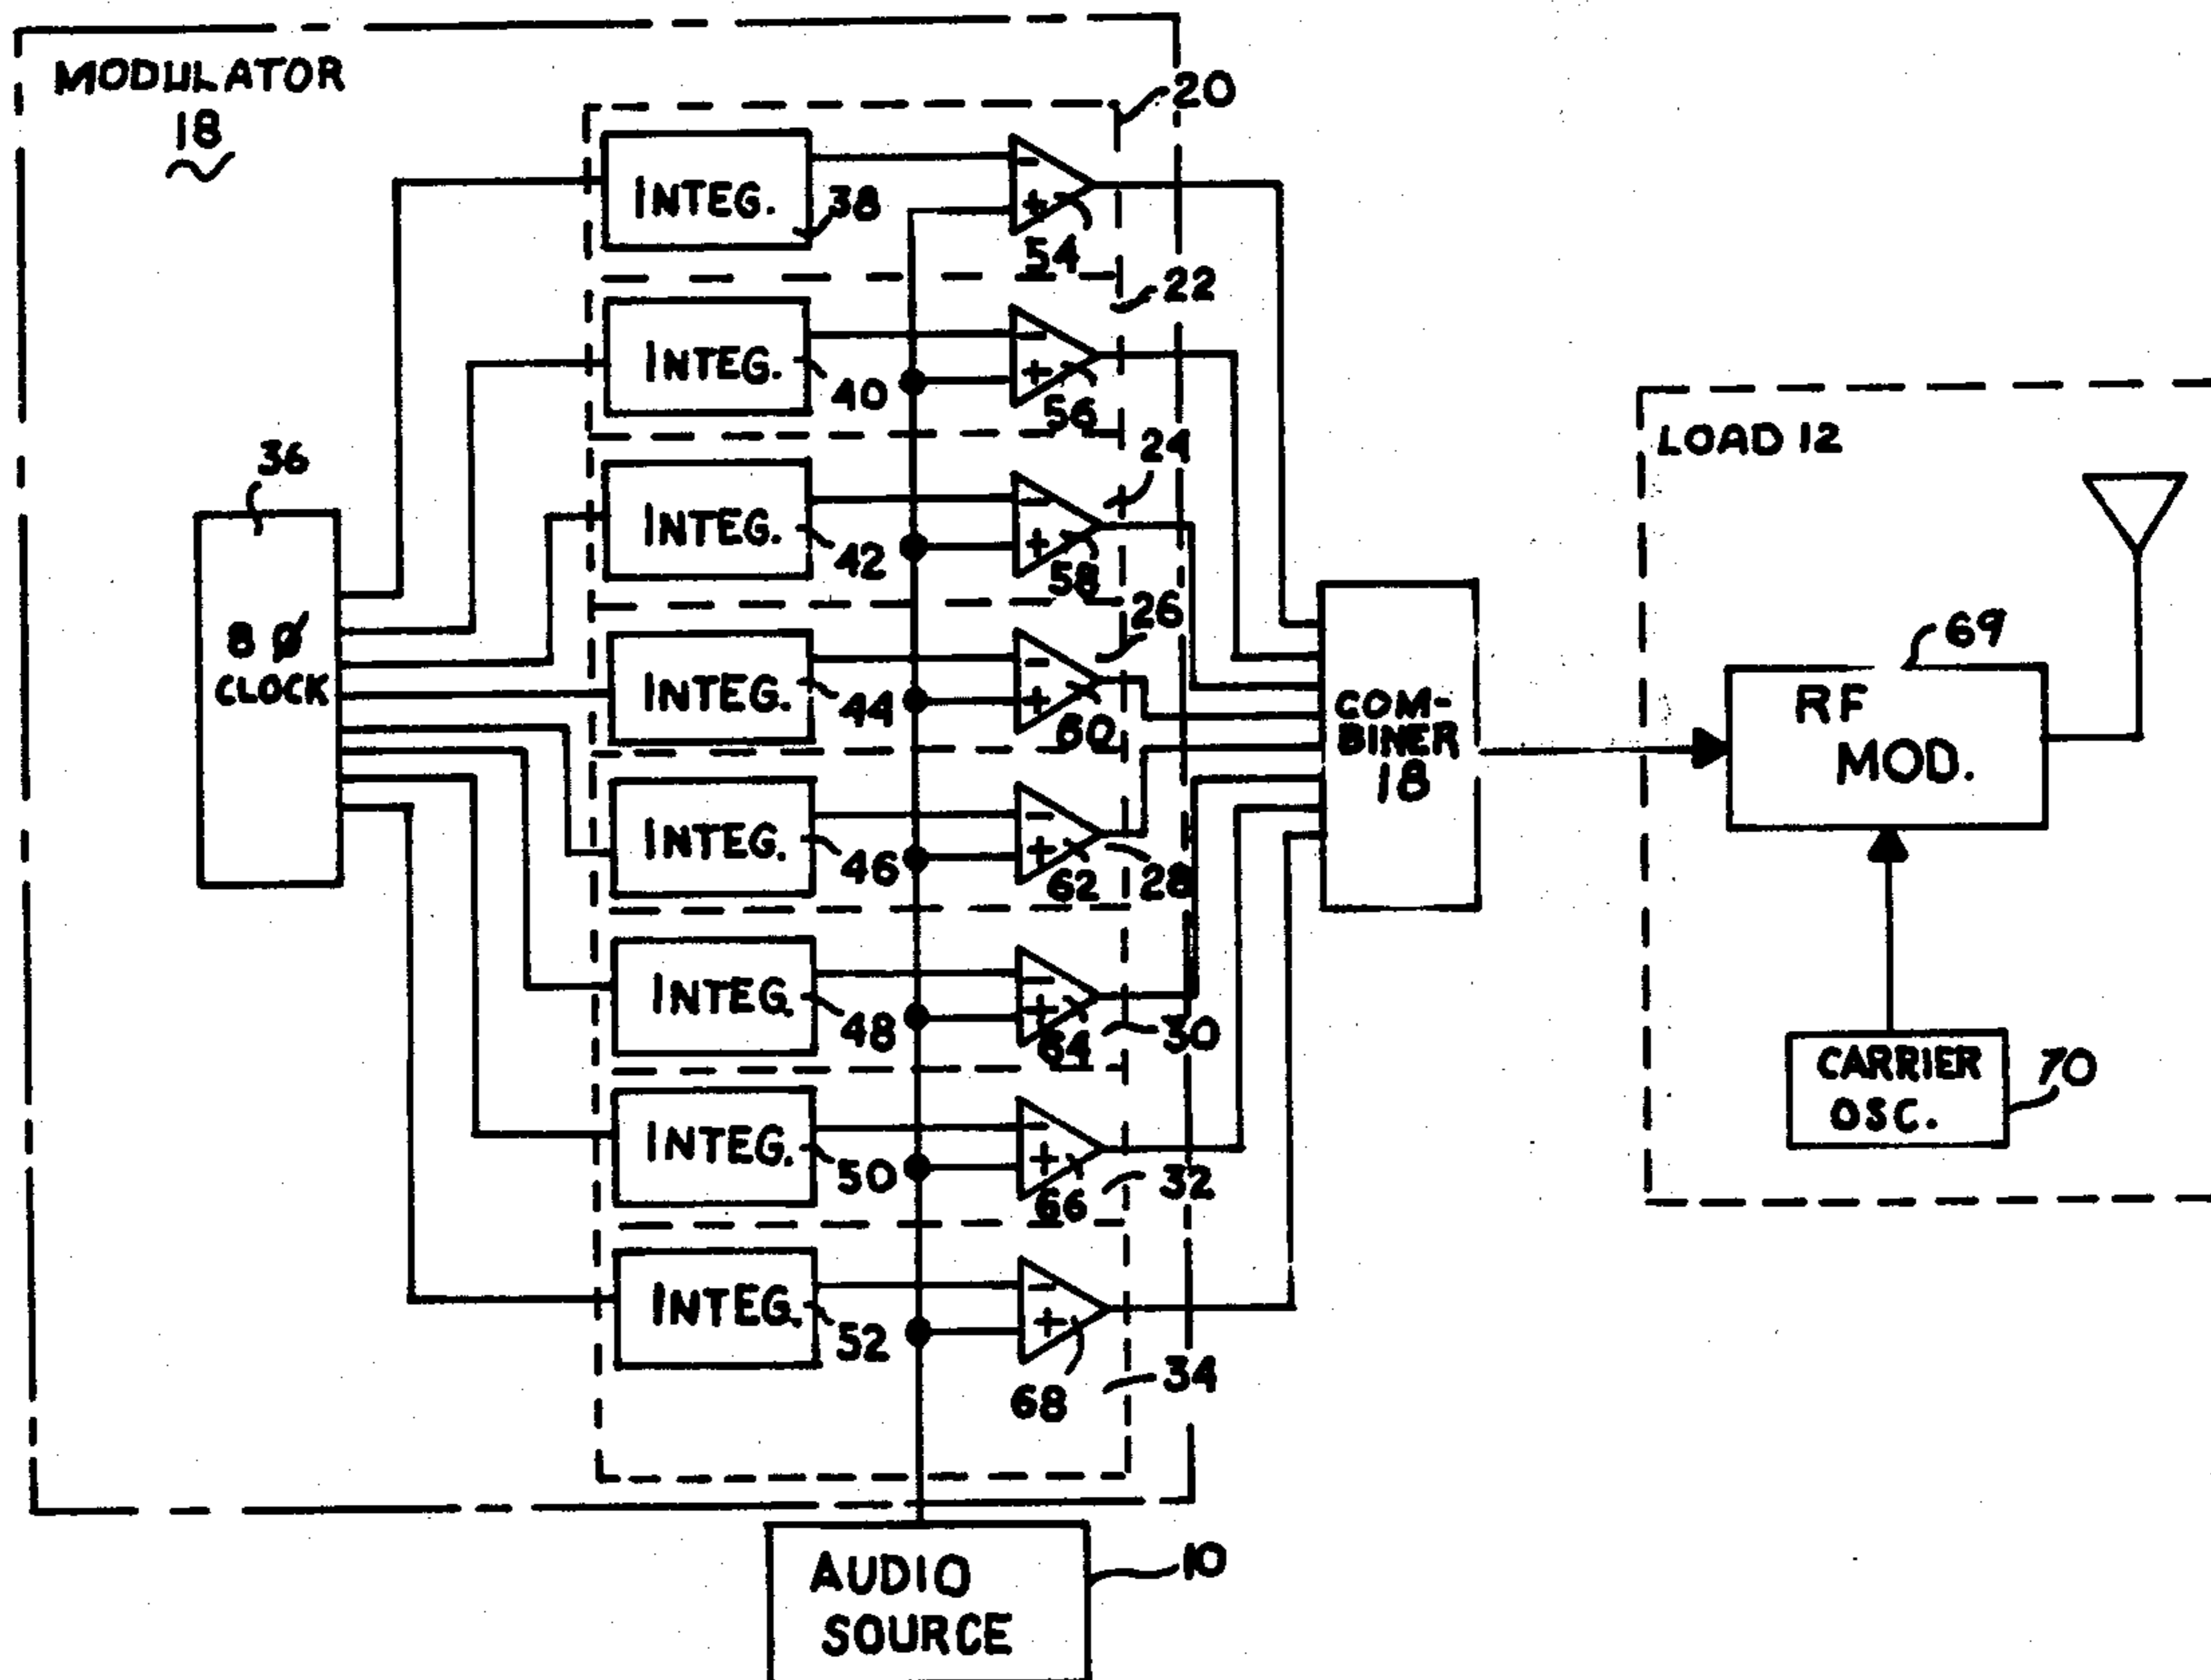 MODULATOR
18
20
INTEG.
38
-
+
54
22
INTEG.
40
-
+
56
24
36
INTEG.
42
-
+
58
8 Ø
CLOCK
26
INTEG.
44
-
+
60
INTEG.
46
-
+
62
28
INTEG.
48
-
+
64
30
INTEG.
50
-
+
66
32
INTEG.
52
-
+
68
34
COM-
BINER
18
LOAD 12
69
RF
MOD.
CARRIER
OSC.
70
AUDIO
SOURCE
10